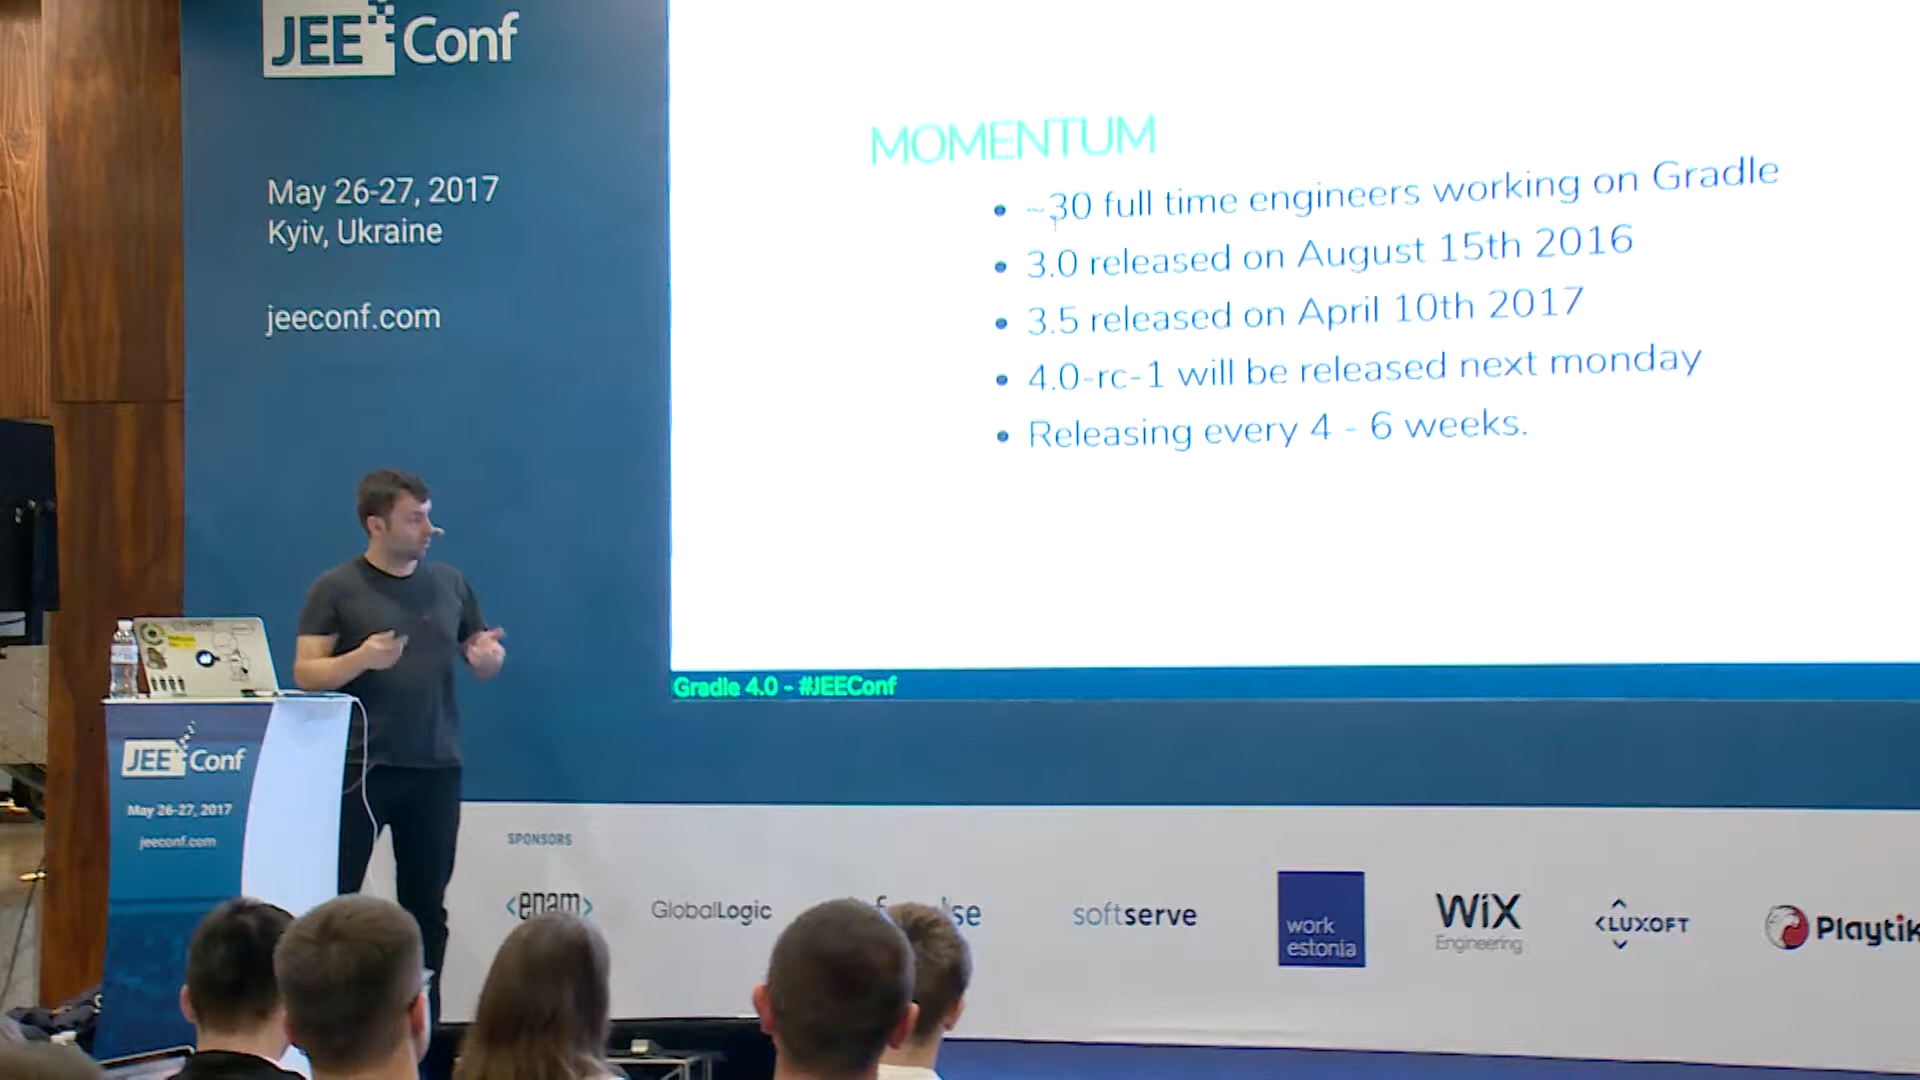 JEE Conf
May 26-27, 2017
Kyiv, Ukraine
jeeconf.com
MOMENTUM
• ~30 full time engineers working on Gradle
• 3.0 released on August 15th 2016
• 3.5 released on April 10th 2017
• 4.0-rc-1 will be released next monday
• Releasing every 4 - 6 weeks.
Gradle 4.0 - #JEEConf
JEE Conf
May 26-27, 2017
jeeconf.com
SPONSORS
<epam>
GlobalLogic
softserve
work
estonia
WiX
Engineering
<LUXOFT
Playtik